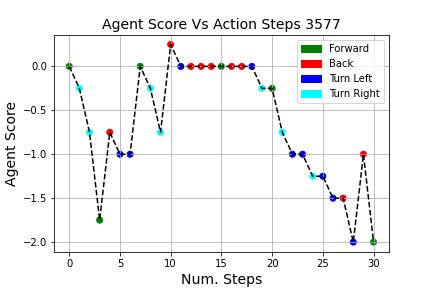 Agent Score Vs Action Steps 3577
Forward
Back
Turn Left
Turn Right
Agent Score
0.0
−0.5
−1.0
−1.5
−2.0
0 5 10 15 20 25 30
Num. Steps